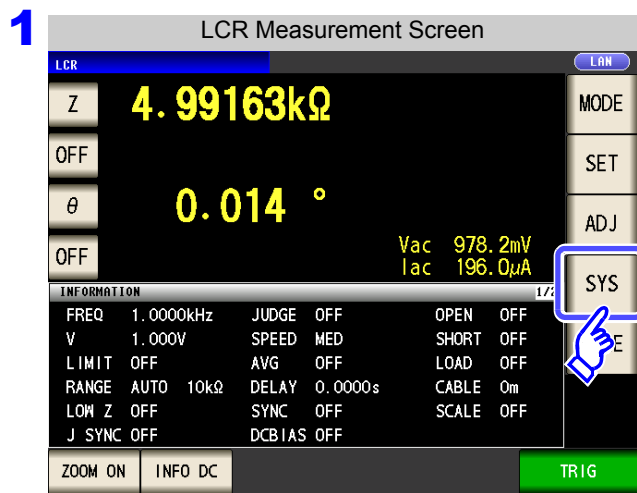 1
LCR Measurement Screen
LCR
LAN
Z 4.99163kΩ
MODE
OFF
SET
θ 0.014 °
ADJ
OFF
Vac 978.2mV
Iac 196.0μA
SYS
INFORMATION
FREQ 1.0000kHz JUDGE OFF OPEN OFF
V 1.000V SPEED MED SHORT OFF
LIMIT OFF AVG OFF LOAD OFF
RANGE AUTO 10kΩ DELAY 0.0000s CABLE 0m
LOW Z OFF SYNC OFF SCALE OFF
J SYNC OFF DCBIAS OFF
ZOOM ON INFO DC TRIG